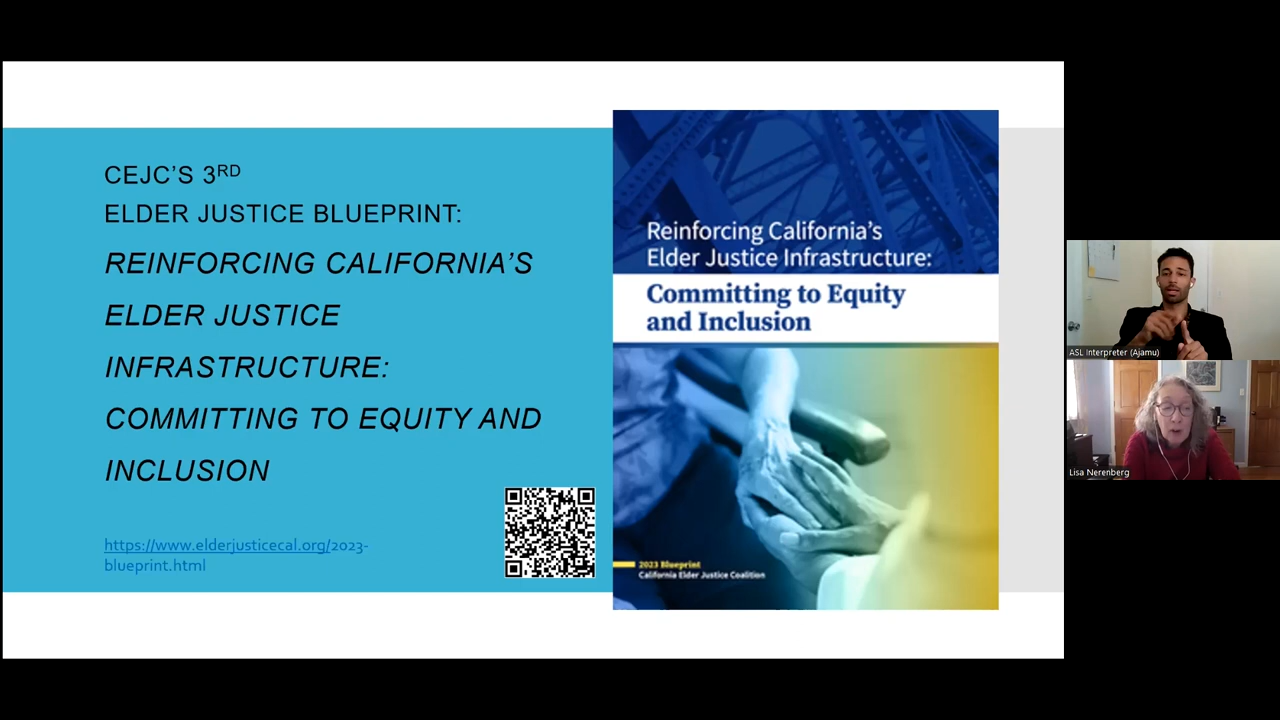 CEJC'S 3RD
ELDER JUSTICE BLUEPRINT:
REINFORCING CALIFORNIA'S
ELDER JUSTICE
INFRASTRUCTURE:
COMMITTING TO EQUITY AND
INCLUSION
https://www.elderjusticecal.org/2023-
blueprint.html
Reinforcing California's
Elder Justice Infrastructure:
Committing to Equity
and Inclusion
2023 Blueprint
California Elder Justice Coalition
ASL Interpreter (Ajamu)
Lisa Nerenberg